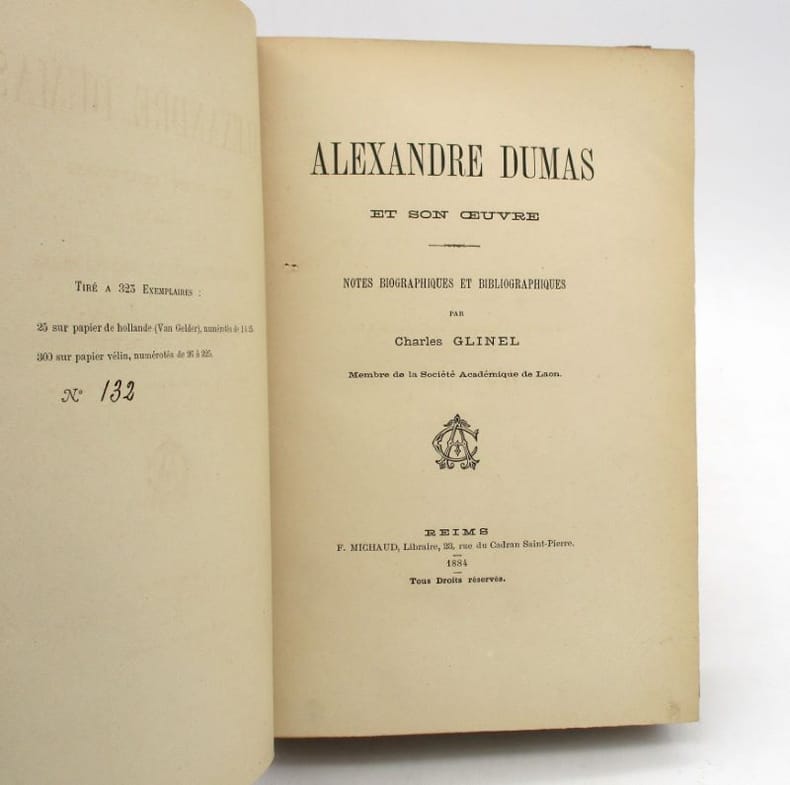 TIRÉ A 325 EXEMPLAIRES :
25 sur papier de hollande (Van Gelder), numérotés de 1 à 25.
300 sur papier vélin, numérotés de 26 à 325.
N° 132
ALEXANDRE DUMAS
ET SON ŒUVRE
NOTES BIOGRAPHIQUES ET BIBLIOGRAPHIQUES
PAR
Charles GLINEL
Membre de la Société Académique de Laon.
REIMS
F. MICHAUD, Libraire, 23, rue du Cadran Saint-Pierre.
1884
Tous Droits réservés.